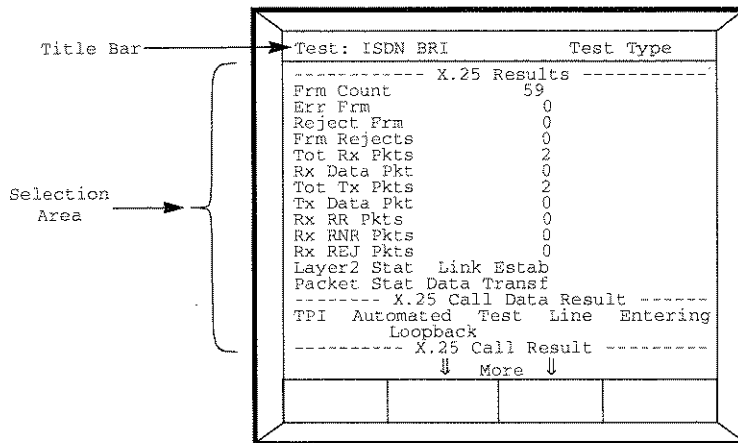 Title Bar
Test: ISDN BRI Test Type
------------ X.25 Results -----------
Frm Count 59
Err Frm 0
Reject Frm 0
Frm Rejects 0
Tot Rx Pkts 2
Rx Data Pkt 0
Tot Tx Pkts 2
Tx Data Pkt 0
Rx RR Pkts 0
Rx RNR Pkts 0
Rx REJ Pkts 0
Layer2 Stat Link Estab
Packet Stat Data Transf
-------- X.25 Call Data Result ------
TPI Automated Test Line Entering
Loopback
---------- X.25 Call Result ---------
⇓ More ⇓
Selection
Area